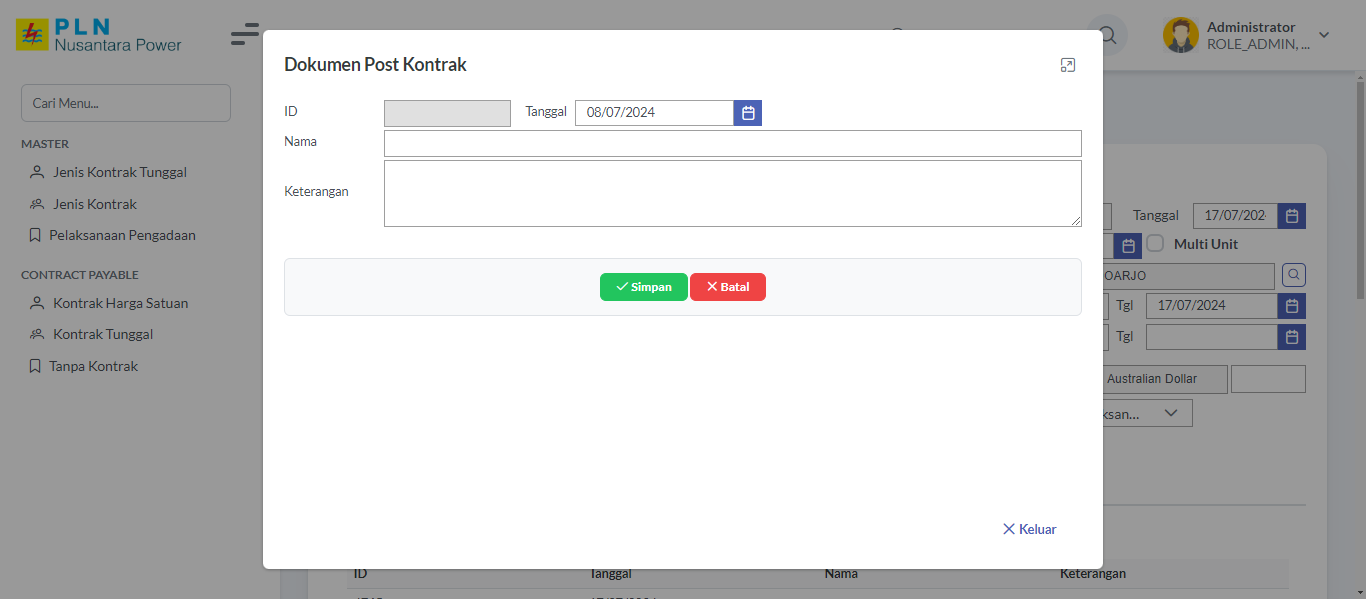 PLN
Nusantara Power
Administrator
ROLE_ADMIN, ...
Cari Menu...
MASTER
Jenis Kontrak Tunggal
Jenis Kontrak
Pelaksanaan Pengadaan
CONTRACT PAYABLE
Kontrak Harga Satuan
Kontrak Tunggal
Tanpa Kontrak
Dokumen Post Kontrak
ID
Tanggal 08/07/2024
Nama
Keterangan
Simpan Batal
Keluar
Tanggal 17/07/202
Multi Unit
OARJO
Tgl 17/07/2024
Tgl
Australian Dollar
ksan...
ID Tanggal Nama Keterangan